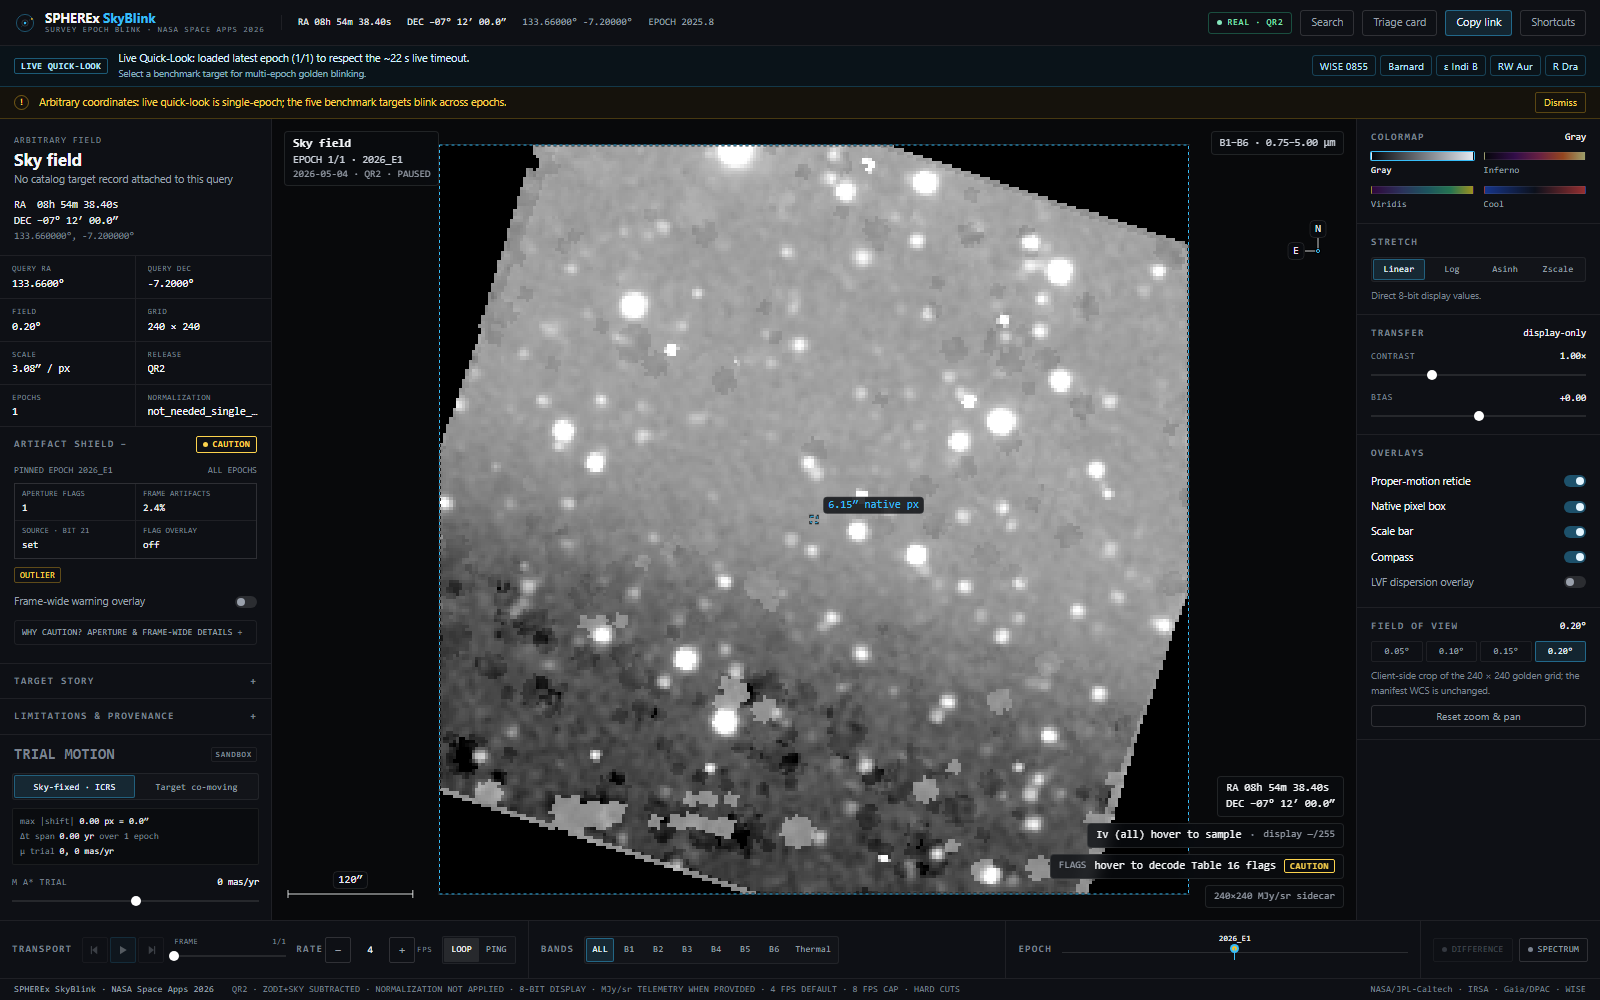 SPHEREx SkyBlink
SURVEY EPOCH BLINK · NASA SPACE APPS 2026
RA 08h 54m 38.40s DEC −07° 12′ 00.0″ 133.66000° -7.20000° EPOCH 2025.8
REAL · QR2
Search
Triage card
Copy link
Shortcuts
LIVE QUICK-LOOK
Live Quick-Look: loaded latest epoch (1/1) to respect the ~22 s live timeout.
Select a benchmark target for multi-epoch golden blinking.
WISE 0855
Barnard
ε Indi B
RW Aur
R Dra
! Arbitrary coordinates: live quick-look is single-epoch; the five benchmark targets blink across epochs.
Dismiss
ARBITRARY FIELD
Sky field
No catalog target record attached to this query
RA 08h 54m 38.40s
DEC −07° 12′ 00.0″
133.660000°, -7.200000°
QUERY RA
133.6600°
QUERY DEC
-7.2000°
FIELD
0.20°
GRID
240 × 240
SCALE
3.08″ / px
RELEASE
QR2
EPOCHS
1
NORMALIZATION
not_needed_single_…
ARTIFACT SHIELD −
CAUTION
PINNED EPOCH 2026_E1
ALL EPOCHS
APERTURE FLAGS
1
FRAME ARTIFACTS
2.4%
SOURCE · BIT 21
set
FLAG OVERLAY
off
OUTLIER
Frame-wide warning overlay
WHY CAUTION? APERTURE & FRAME-WIDE DETAILS +
TARGET STORY +
LIMITATIONS & PROVENANCE +
TRIAL MOTION
SANDBOX
Sky-fixed · ICRS
Target co-moving
max |shift| 0.00 px = 0.0″
Δt span 0.00 yr over 1 epoch
μ trial 0, 0 mas/yr
Μ Α* TRIAL
0 mas/yr
Sky field
EPOCH 1/1 · 2026_E1
2026-05-04 · QR2 · PAUSED
B1–B6 · 0.75–5.00 μm
N
E
6.15″ native px
120″
RA 08h 54m 38.40s
DEC −07° 12′ 00.0″
Iv (all) hover to sample · display —/255
FLAGS hover to decode Table 16 flags CAUTION
240×240 MJy/sr sidecar
COLORMAP
Gray
Gray
Inferno
Viridis
Cool
STRETCH
Linear
Log
Asinh
Zscale
Direct 8-bit display values.
TRANSFER
display-only
CONTRAST
1.00×
BIAS
+0.00
OVERLAYS
Proper-motion reticle
Native pixel box
Scale bar
Compass
LVF dispersion overlay
FIELD OF VIEW
0.20°
0.05°
0.10°
0.15°
0.20°
Client-side crop of the 240 × 240 golden grid; the
manifest WCS is unchanged.
Reset zoom & pan
TRANSPORT
FRAME
1/1
RATE
−
4
+
FPS
LOOP
PING
BANDS
ALL
B1
B2
B3
B4
B5
B6
Thermal
EPOCH
2026_E1
DIFFERENCE
SPECTRUM
SPHEREx SkyBlink · NASA Space Apps 2026
QR2 · ZODI+SKY SUBTRACTED · NORMALIZATION NOT APPLIED · 8-BIT DISPLAY · MJy/sr TELEMETRY WHEN PROVIDED · 4 FPS DEFAULT · 8 FPS CAP · HARD CUTS
NASA/JPL-Caltech · IRSA · Gaia/DPAC · WISE